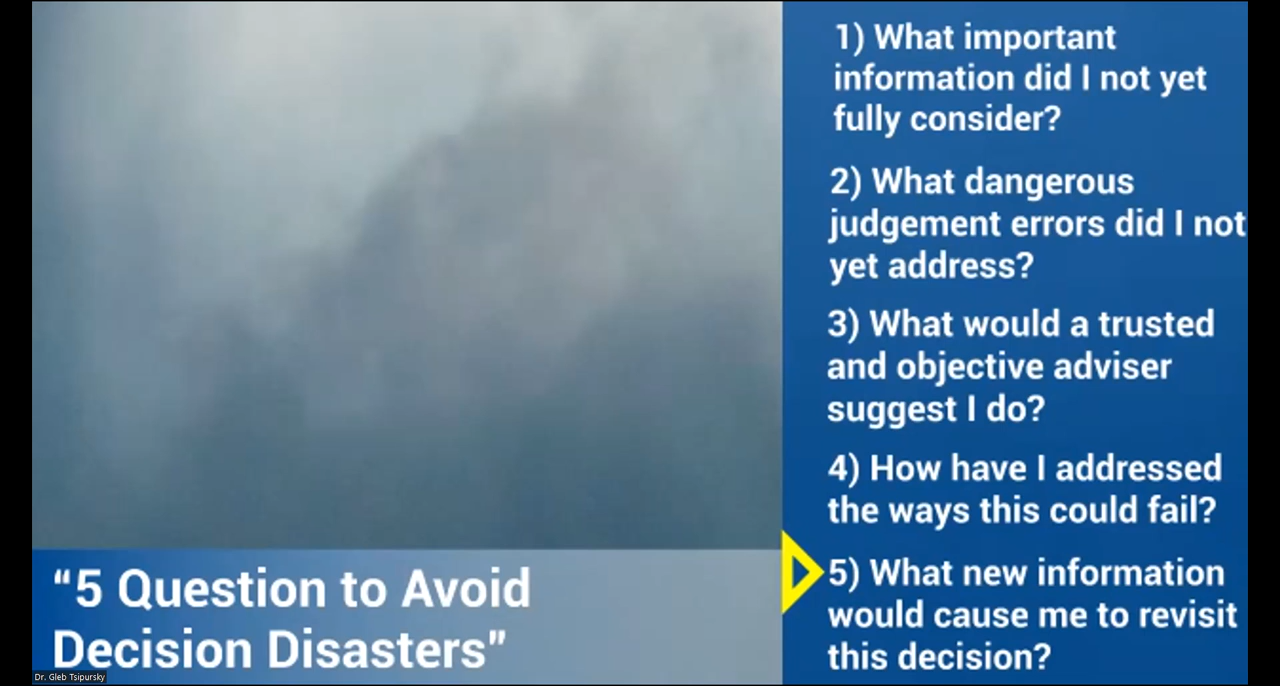 1) What important
information did I not yet
fully consider?
2) What dangerous
judgement errors did I not
yet address?
3) What would a trusted
and objective adviser
suggest I do?
4) How have I addressed
the ways this could fail?
5) What new information
would cause me to revisit
this decision?
“5 Question to Avoid
Decision Disasters”
Dr. Gleb Tsipursky